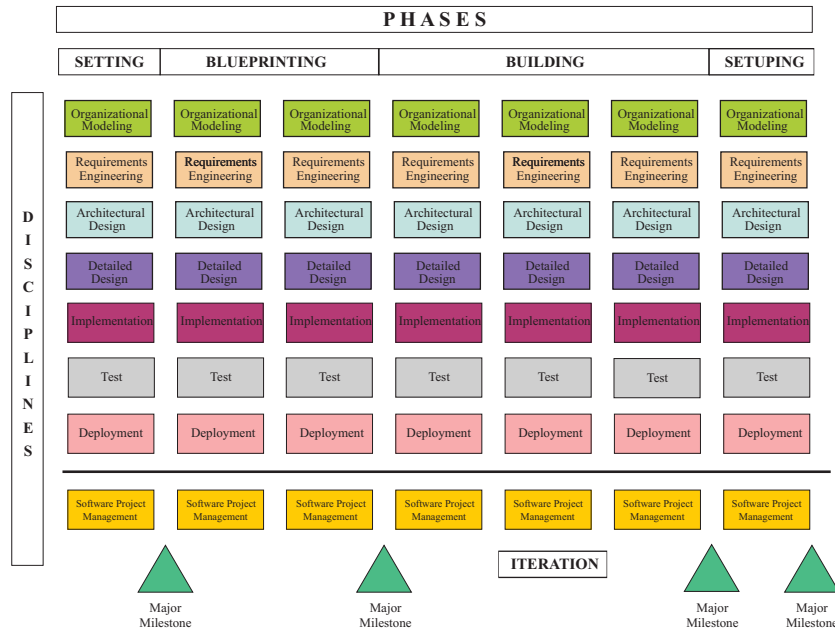 PHASES
SETTING BLUEPRINTING BUILDING SETUPING
DISCIPLINES
Organizational Organizational Organizational Organizational Organizational Organizational Organizational
Modeling Modeling Modeling Modeling Modeling Modeling Modeling
Requirements Requirements Requirements Requirements Requirements Requirements Requirements
Engineering Engineering Engineering Engineering Engineering Engineering Engineering
Architectural Architectural Architectural Architectural Architectural Architectural Architectural
Design Design Design Design Design Design Design
Detailed Detailed Detailed Detailed Detailed Detailed Detailed
Design Design Design Design Design Design Design
Implementation Implementation Implementation Implementation Implementation Implementation Implementation
Test Test Test Test Test Test Test
Deployment Deployment Deployment Deployment Deployment Deployment Deployment
Software Project Software Project Software Project Software Project Software Project Software Project Software Project
Management Management Management Management Management Management Management
ITERATION
Major Major Major Major
Milestone Milestone Milestone Milestone